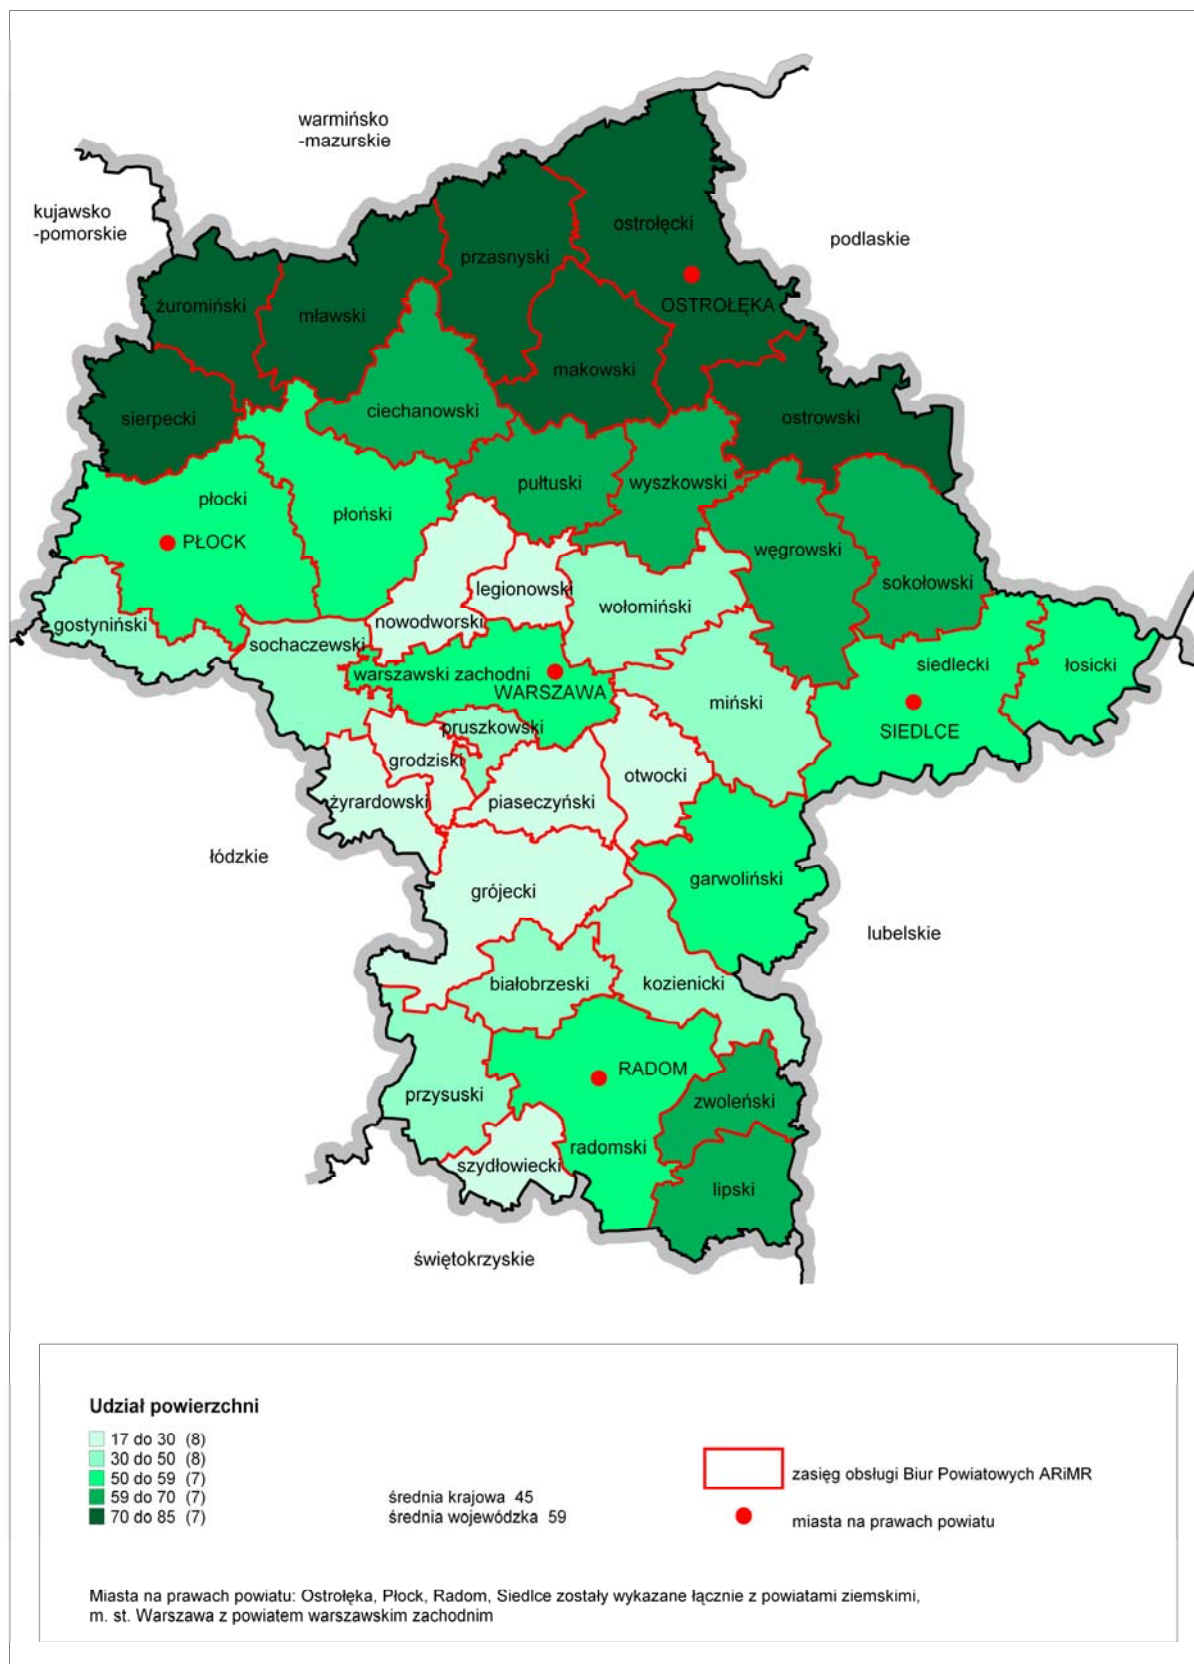 warmińsko
-mazurskie
kujawsko
-pomorskie
podlaskie
ostrołęcki
przasnyski
OSTROŁĘKA
żuromiński
mławski
makowski
sierpecki
ciechanowski
ostrowski
pułtuski
wyszkowski
płocki
płoński
PŁOCK
węgrowski
sokołowski
legionowski
wołomiński
gostyniński
nowodworski
sochaczewski
siedlecki
łosicki
warszawski zachodni
WARSZAWA
miński
SIEDLCE
pruszkowski
grodziski
otwocki
żyrardowski
piaseczyński
łódzkie
garwoliński
grójecki
lubelskie
białobrzeski
kozienicki
RADOM
przysuski
zwoleński
radomski
szydłowiecki
lipski
świętokrzyskie
Udział powierzchni
17 do 30 (8)
30 do 50 (8)
50 do 59 (7)
59 do 70 (7)
70 do 85 (7)
średnia krajowa 45
średnia wojewódzka 59
zasięg obsługi Biur Powiatowych ARiMR
miasta na prawach powiatu
Miasta na prawach powiatu: Ostrołęka, Płock, Radom, Siedlce zostały wykazane łącznie z powiatami ziemskimi,
m. st. Warszawa z powiatem warszawskim zachodnim